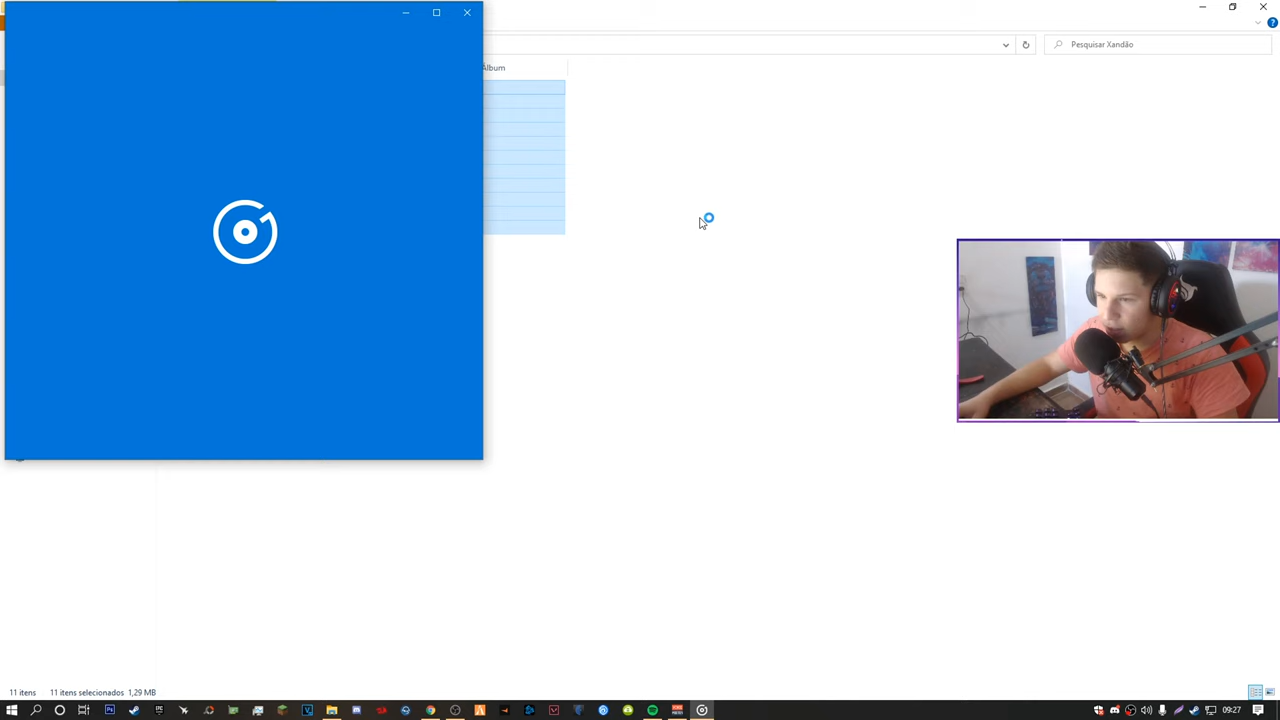 Pesquisar Xandão
Álbum
11 itens
11 itens selecionados 1,29 MB
09:27